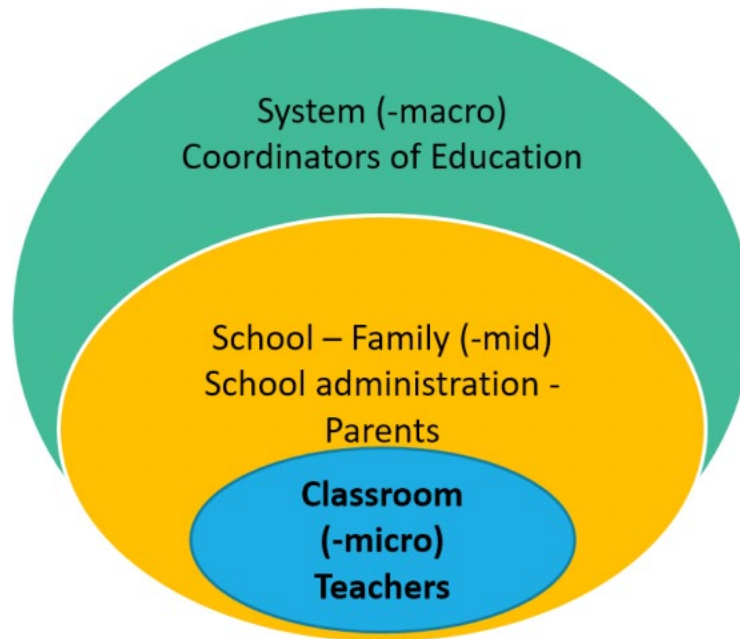 System (-macro)
Coordinators of Education
School – Family (-mid)
School administration -
Parents
Classroom
(-micro)
Teachers